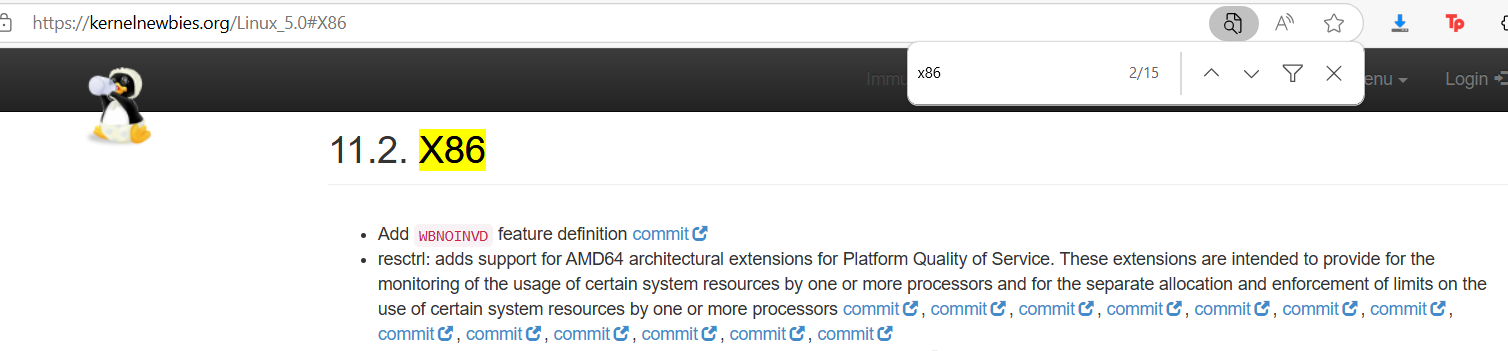 https://kernelnewbies.org/Linux_5.0#X86
x86 2/15
Immu enu Login
11.2. X86
Add WBNOINVD feature definition commit
resctrl: adds support for AMD64 architectural extensions for Platform Quality of Service. These extensions are intended to provide for the
monitoring of the usage of certain system resources by one or more processors and for the separate allocation and enforcement of limits on the
use of certain system resources by one or more processors commit , commit , commit , commit , commit , commit , commit ,
commit , commit , commit , commit , commit , commit